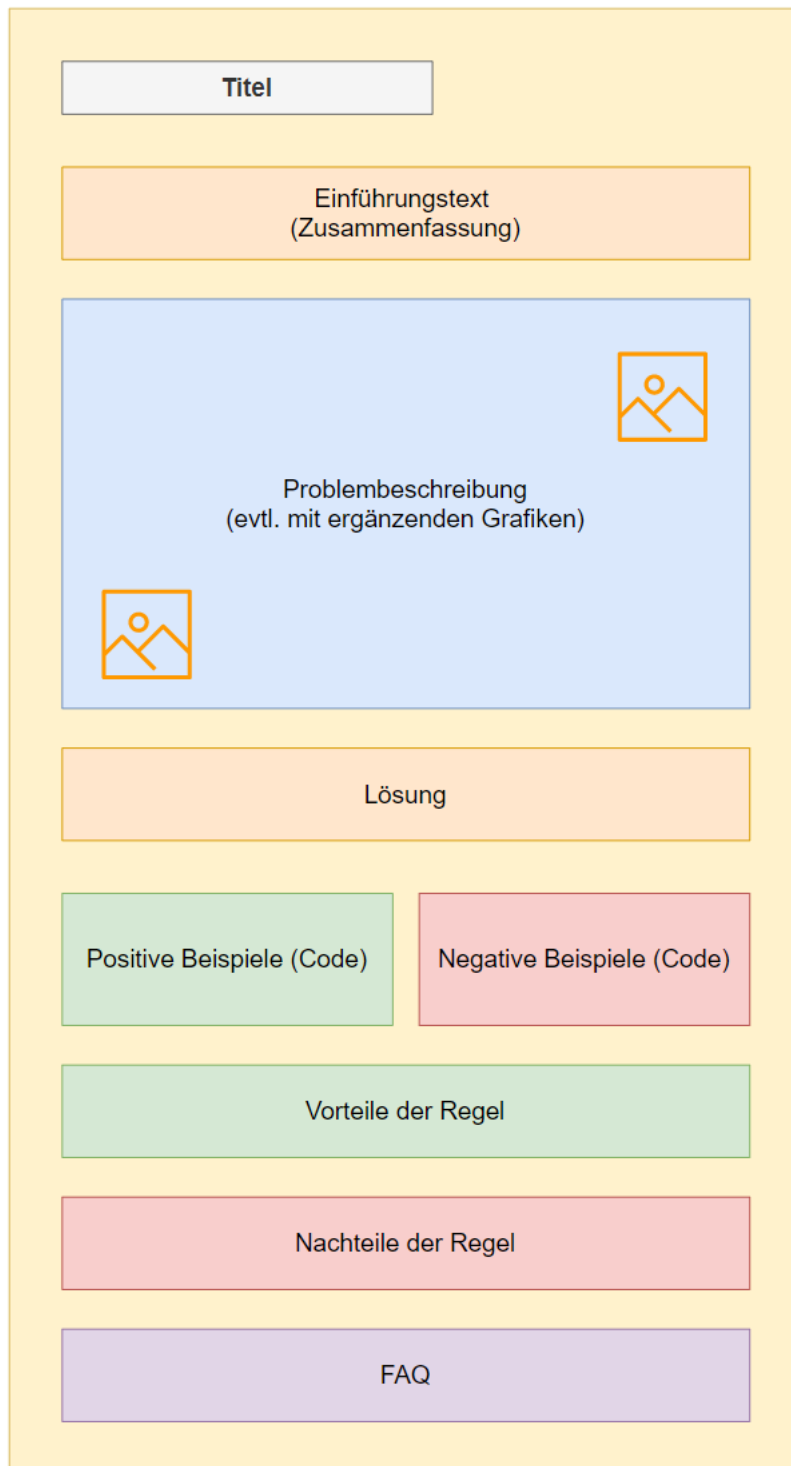 Titel
Einführungstext
(Zusammenfassung)
Problembeschreibung
(evtl. mit ergänzenden Grafiken)
Lösung
Positive Beispiele (Code)
Negative Beispiele (Code)
Vorteile der Regel
Nachteile der Regel
FAQ